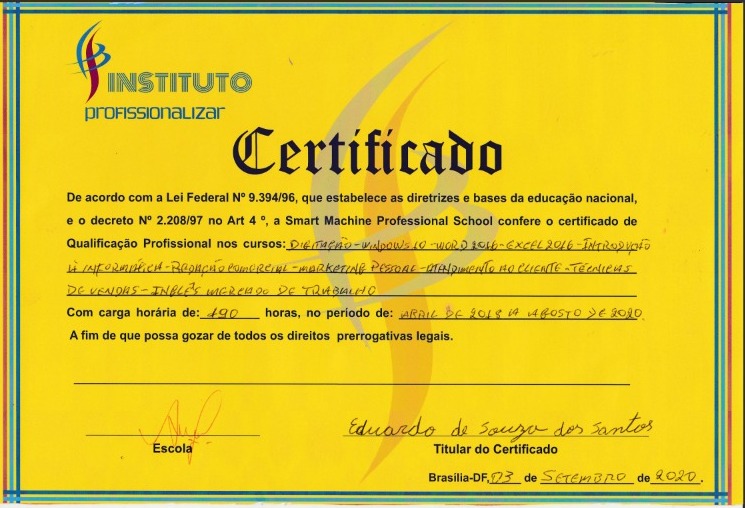 INSTITUTO
PROFISSIONALIZAR
Certificado
De acordo com a Lei Federal Nº 9.394/96, que estabelece as diretrizes e bases da educação nacional,
e o decreto Nº 2.208/97 no Art 4 º, a Smart Machine Professional School confere o certificado de
Qualificação Profissional nos cursos: DIGITAÇÃO - WINDOWS 10 - WORD 2016 - EXCEL 2016 - INTRODUÇÃO
À INFORMÁTICA - REDAÇÃO COMERCIAL - MARKETING PESSOAL - ATENDIMENTO AO CLIENTE - TÉCNICAS
DE VENDAS - INGLÊS MERCADO DE TRABALHO
Com carga horária de: 490 horas, no período de: ABRIL DE 2018 A AGOSTO DE 2020
A fim de que possa gozar de todos os direitos prerrogativas legais.
Eduardo de Souza dos Santos
Escola Titular do Certificado
Brasília-DF, 03 de SETEMBRO de 2020.